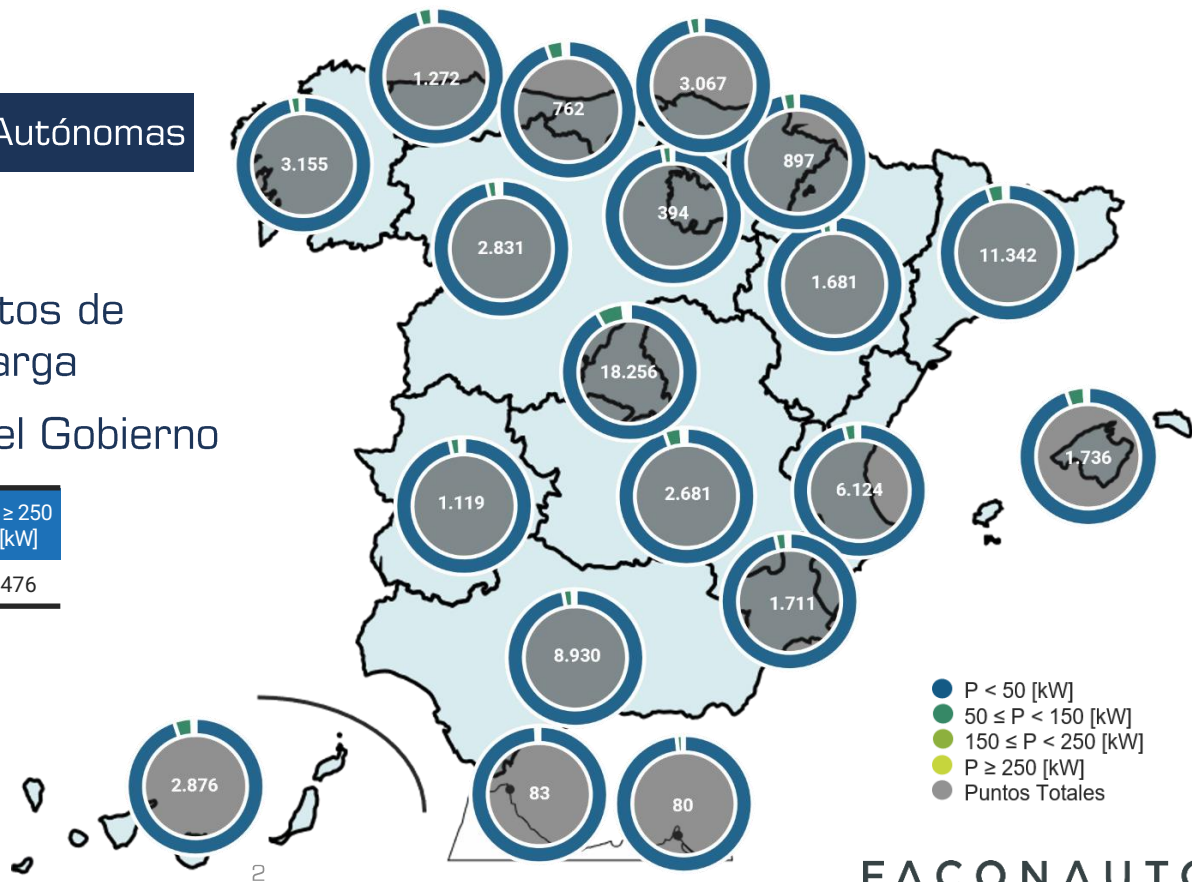 Autónomas
tos de
arga
el Gobierno
≥ 250
[kW]
476
1.272
762
3.067
3.155
897
394
2.831
11.342
1.681
18.256
1.736
1.119
2.681
6.124
1.711
8.930
2.876
83
80
P < 50 [kW]
50 ≤ P < 150 [kW]
150 ≤ P < 250 [kW]
P ≥ 250 [kW]
Puntos Totales
2
FACONAUTO